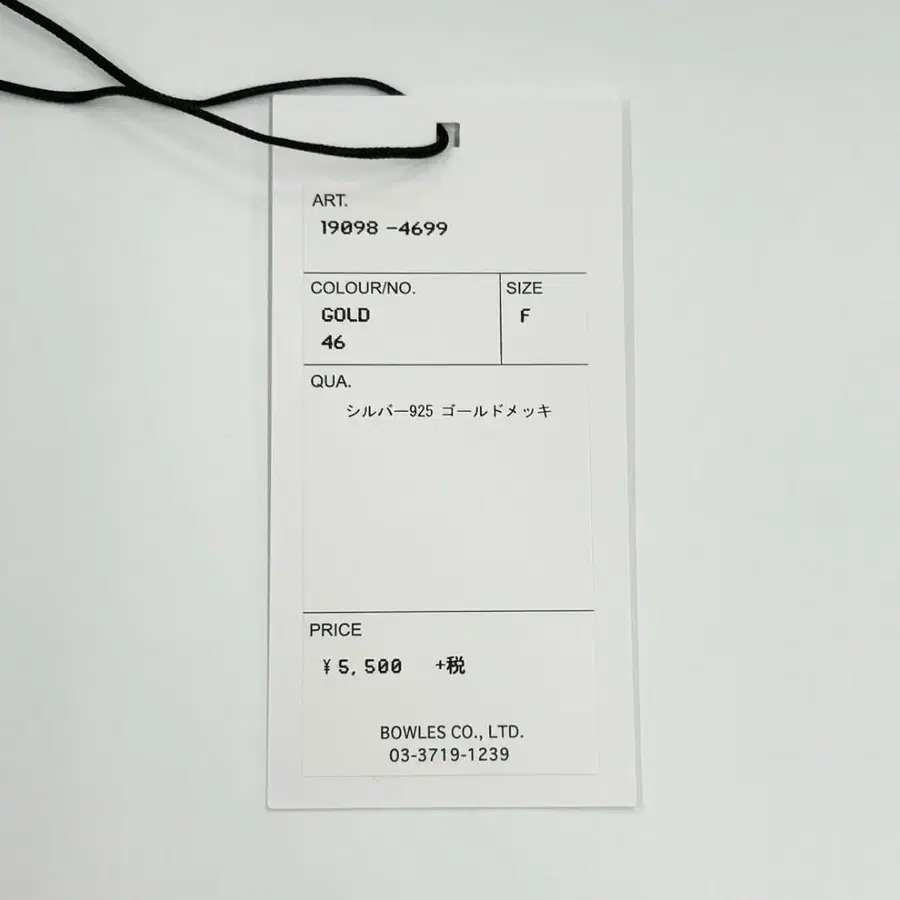 ART.
19098 -4699
COLOUR/NO.
GOLD
46
SIZE
F
QUA.
シルバー925 ゴールドメッキ
PRICE
¥5,500 +税
BOWLES CO., LTD.
03-3719-1239